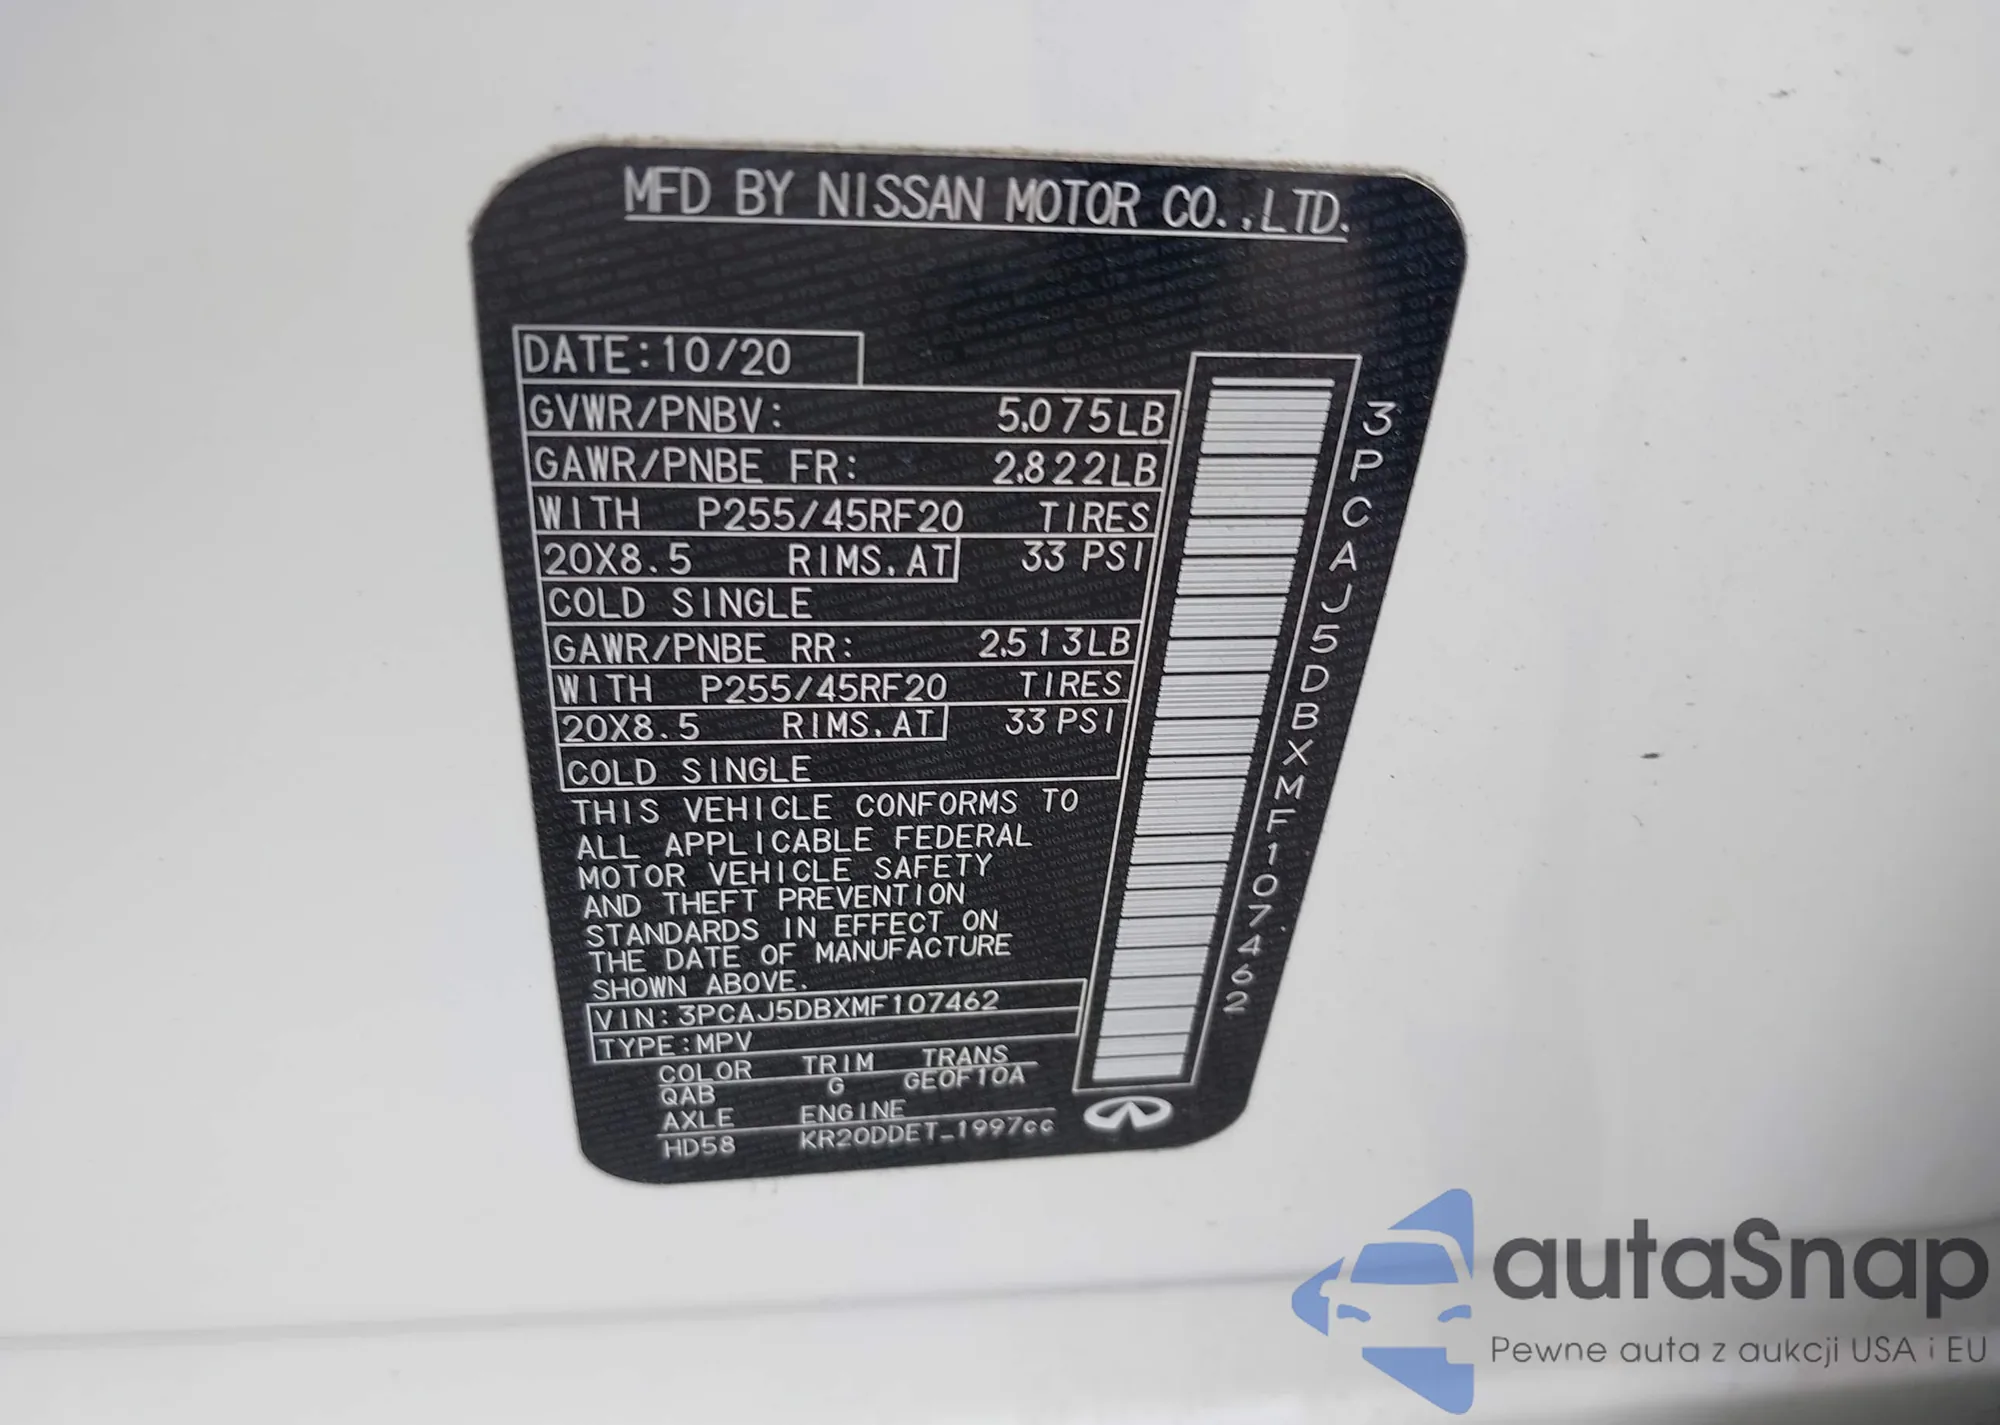 MFD BY NISSAN MOTOR CO.,LTD.
DATE:10/20
GVWR/PNBV: 5,075LB
GAWR/PNBE FR: 2,822LB
WITH P255/45RF20 TIRES
20X8.5 RIMS,AT 33 PSI
COLD SINGLE
GAWR/PNBE RR: 2,513LB
WITH P255/45RF20 TIRES
20X8.5 RIMS,AT 33 PSI
COLD SINGLE
THIS VEHICLE CONFORMS TO
ALL APPLICABLE FEDERAL
MOTOR VEHICLE SAFETY
AND THEFT PREVENTION
STANDARDS IN EFFECT ON
THE DATE OF MANUFACTURE
SHOWN ABOVE.
VIN:3PCAJ5DBXMF107462
TYPE:MPV
COLOR TRIM TRANS
QAB G GE0F10A
AXLE ENGINE
HD58 KR20DDET_1997cc
3PCAJ5DBXMF107462
autaSnap
Pewne auta z aukcji USA i EU